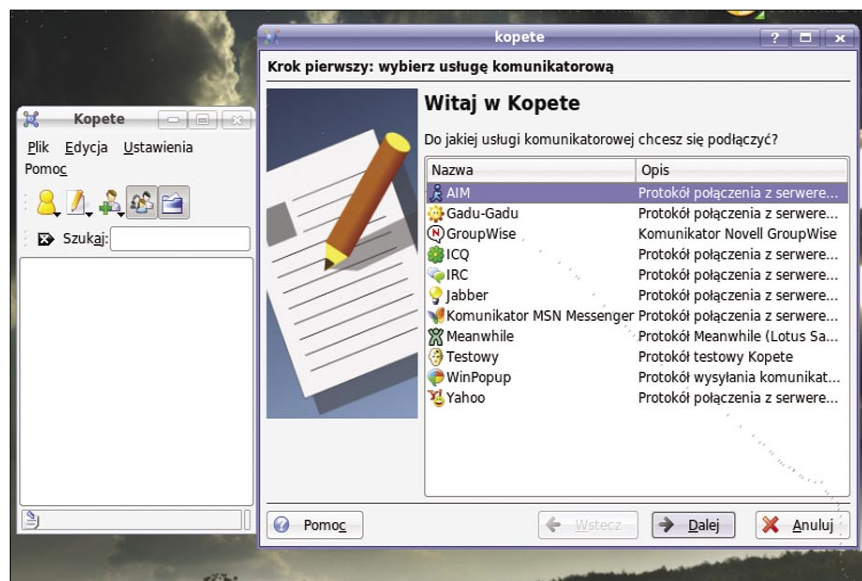 Kopete
Plik Edycja Ustawienia
Pomoc
Szukaj:
kopete
Krok pierwszy: wybierz usługę komunikatorową
Witaj w Kopete
Do jakiej usługi komunikatorowej chcesz się podłączyć?
Nazwa Opis
AIM Protokół połączenia z serwere...
Gadu-Gadu Protokół połączenia z serwere...
GroupWise Komunikator Novell GroupWise
ICQ Protokół połączenia z serwere...
IRC Protokół połączenia z serwere...
Jabber Protokół połączenia z serwere...
Komunikator MSN Messenger Protokół połączenia z serwere...
Meanwhile Protokół Meanwhile (Lotus Sa...
Testowy Protokół testowy Kopete
WinPopup Protokół wysyłania komunikat...
Yahoo Protokół połączenia z serwere...
Pomoc Wstecz Dalej Anuluj